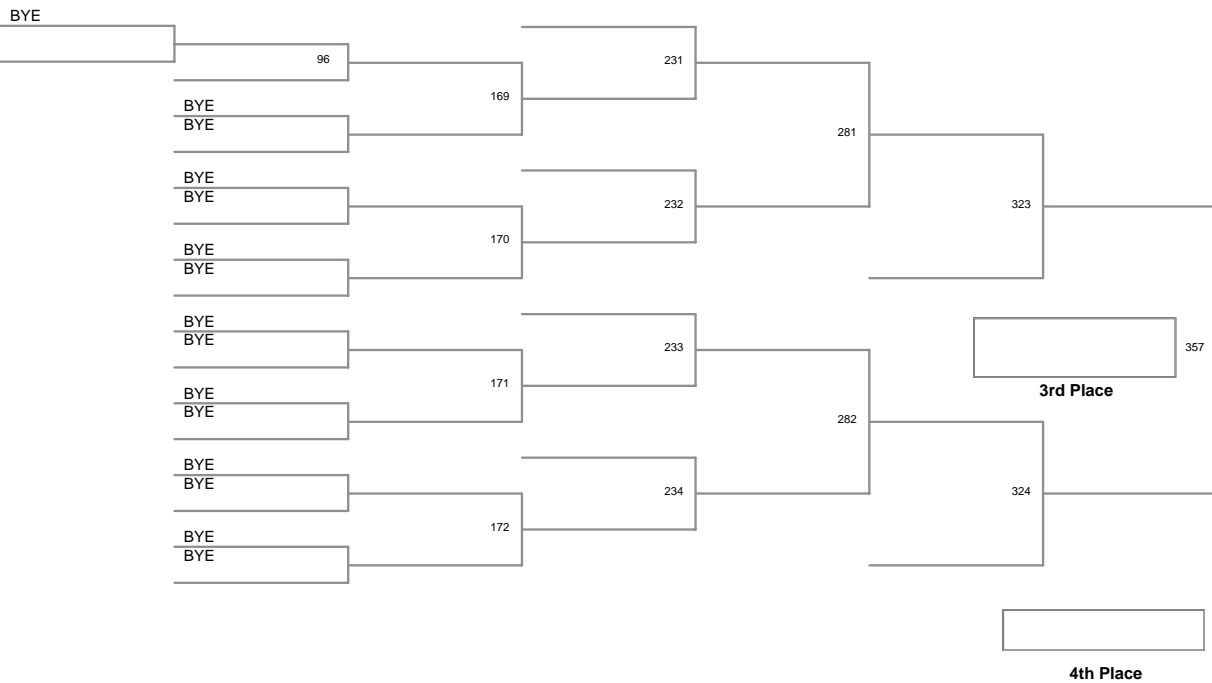 BYE
96
231
169
BYE
BYE
281
BYE
BYE
232
323
170
BYE
BYE
BYE
BYE
233
357
171
3rd Place
BYE
BYE
282
BYE
BYE
234
324
172
BYE
BYE
4th Place